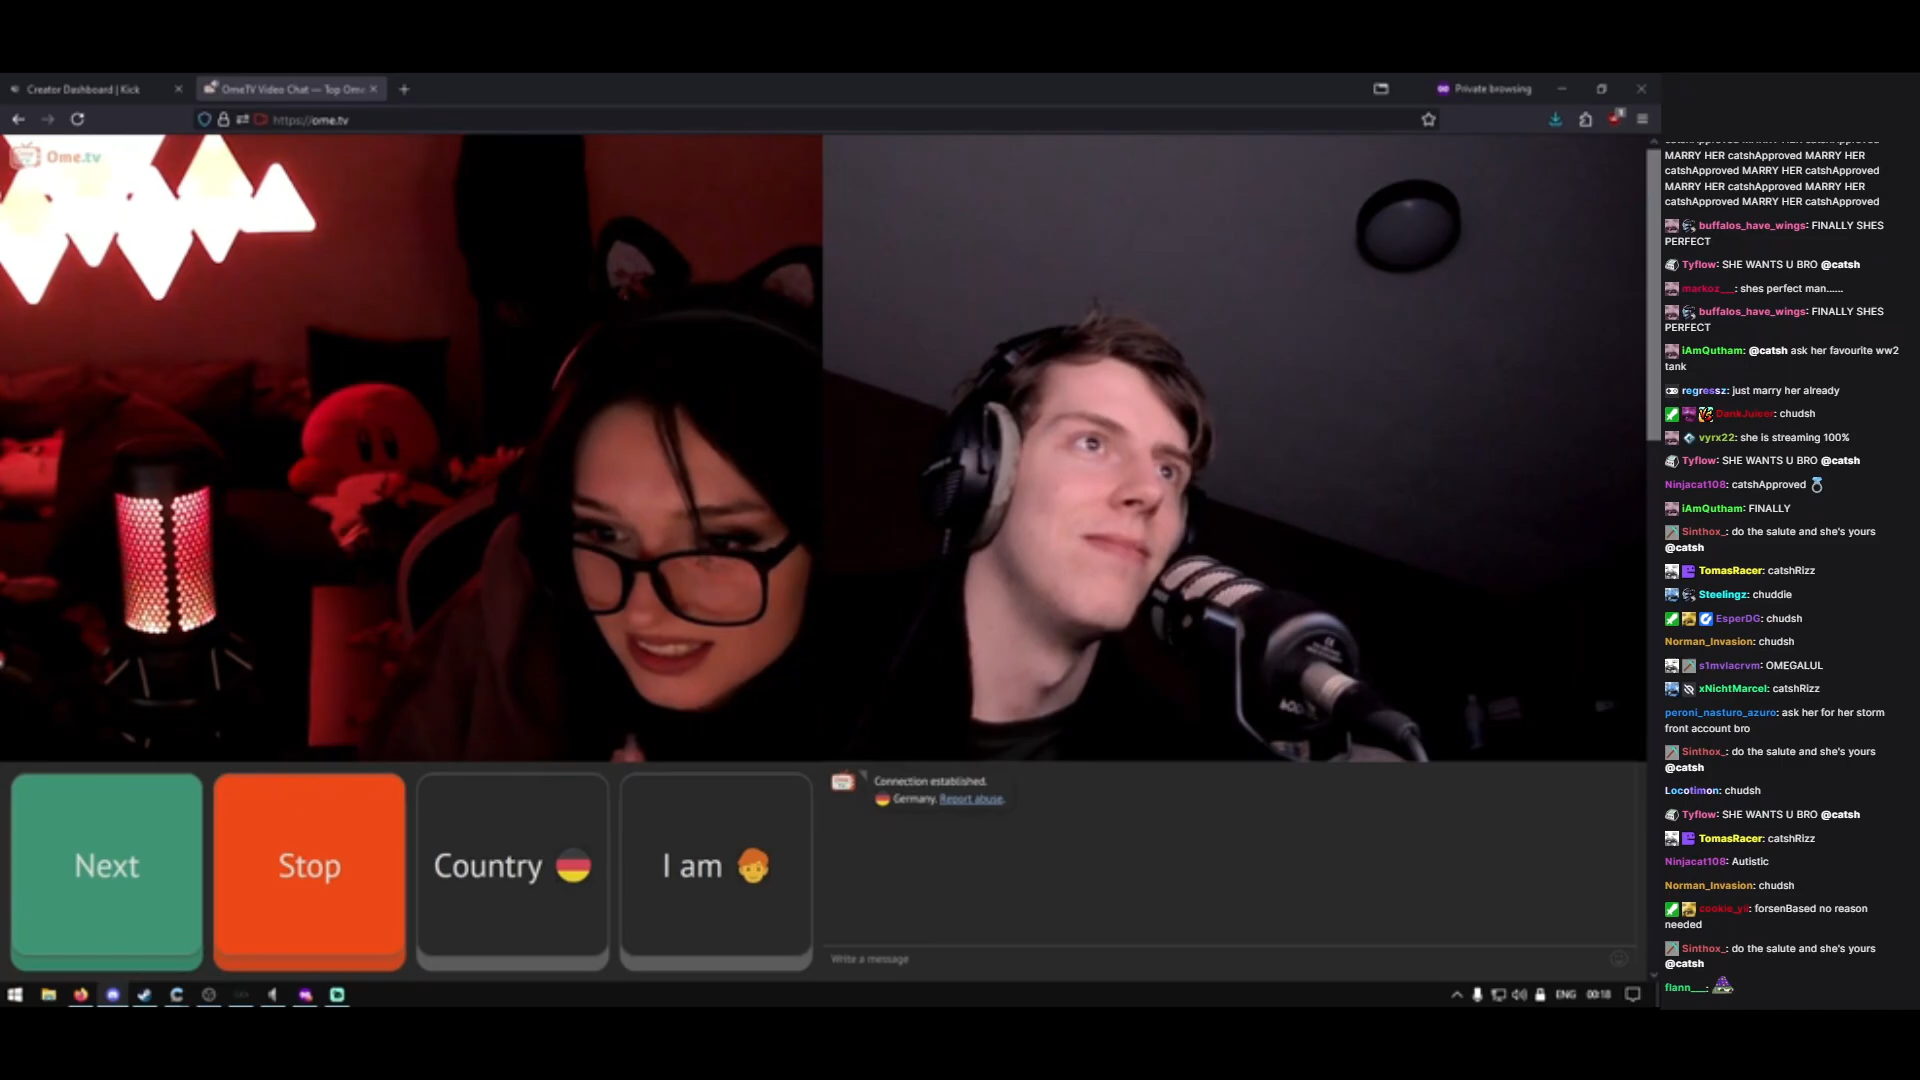 Creator Dashboard | Kick
OmeTV Video Chat — Top Ome
Private browsing
https://ome.tv
Ome.tv
Next
Stop
Country
I am
Connection established.
Germany. Report abuse.
Write a message
ENG
00:18
MARRY HER catshApproved MARRY HER
catshApproved MARRY HER catshApproved
MARRY HER catshApproved MARRY HER
catshApproved MARRY HER catshApproved
buffalos_have_wings: FINALLY SHES
PERFECT
Tyflow: SHE WANTS U BRO @catsh
markoz___: shes perfect man......
buffalos_have_wings: FINALLY SHES
PERFECT
iAmQutham: @catsh ask her favourite ww2
tank
regressz: just marry her already
DankJuicer: chudsh
vyrx22: she is streaming 100%
Tyflow: SHE WANTS U BRO @catsh
Ninjacat108: catshApproved
iAmQutham: FINALLY
Sinthox_: do the salute and she's yours
@catsh
TomasRacer: catshRizz
Steelingz: chuddie
EsperDG: chudsh
Norman_Invasion: chudsh
s1mvlacrvm: OMEGALUL
xNichtMarcel: catshRizz
peroni_nasturo_azuro: ask her for her storm
front account bro
Sinthox_: do the salute and she's yours
@catsh
Locotimon: chudsh
Tyflow: SHE WANTS U BRO @catsh
TomasRacer: catshRizz
Ninjacat108: Autistic
Norman_Invasion: chudsh
cookie_yii: forsenBased no reason
needed
Sinthox_: do the salute and she's yours
@catsh
flann___: